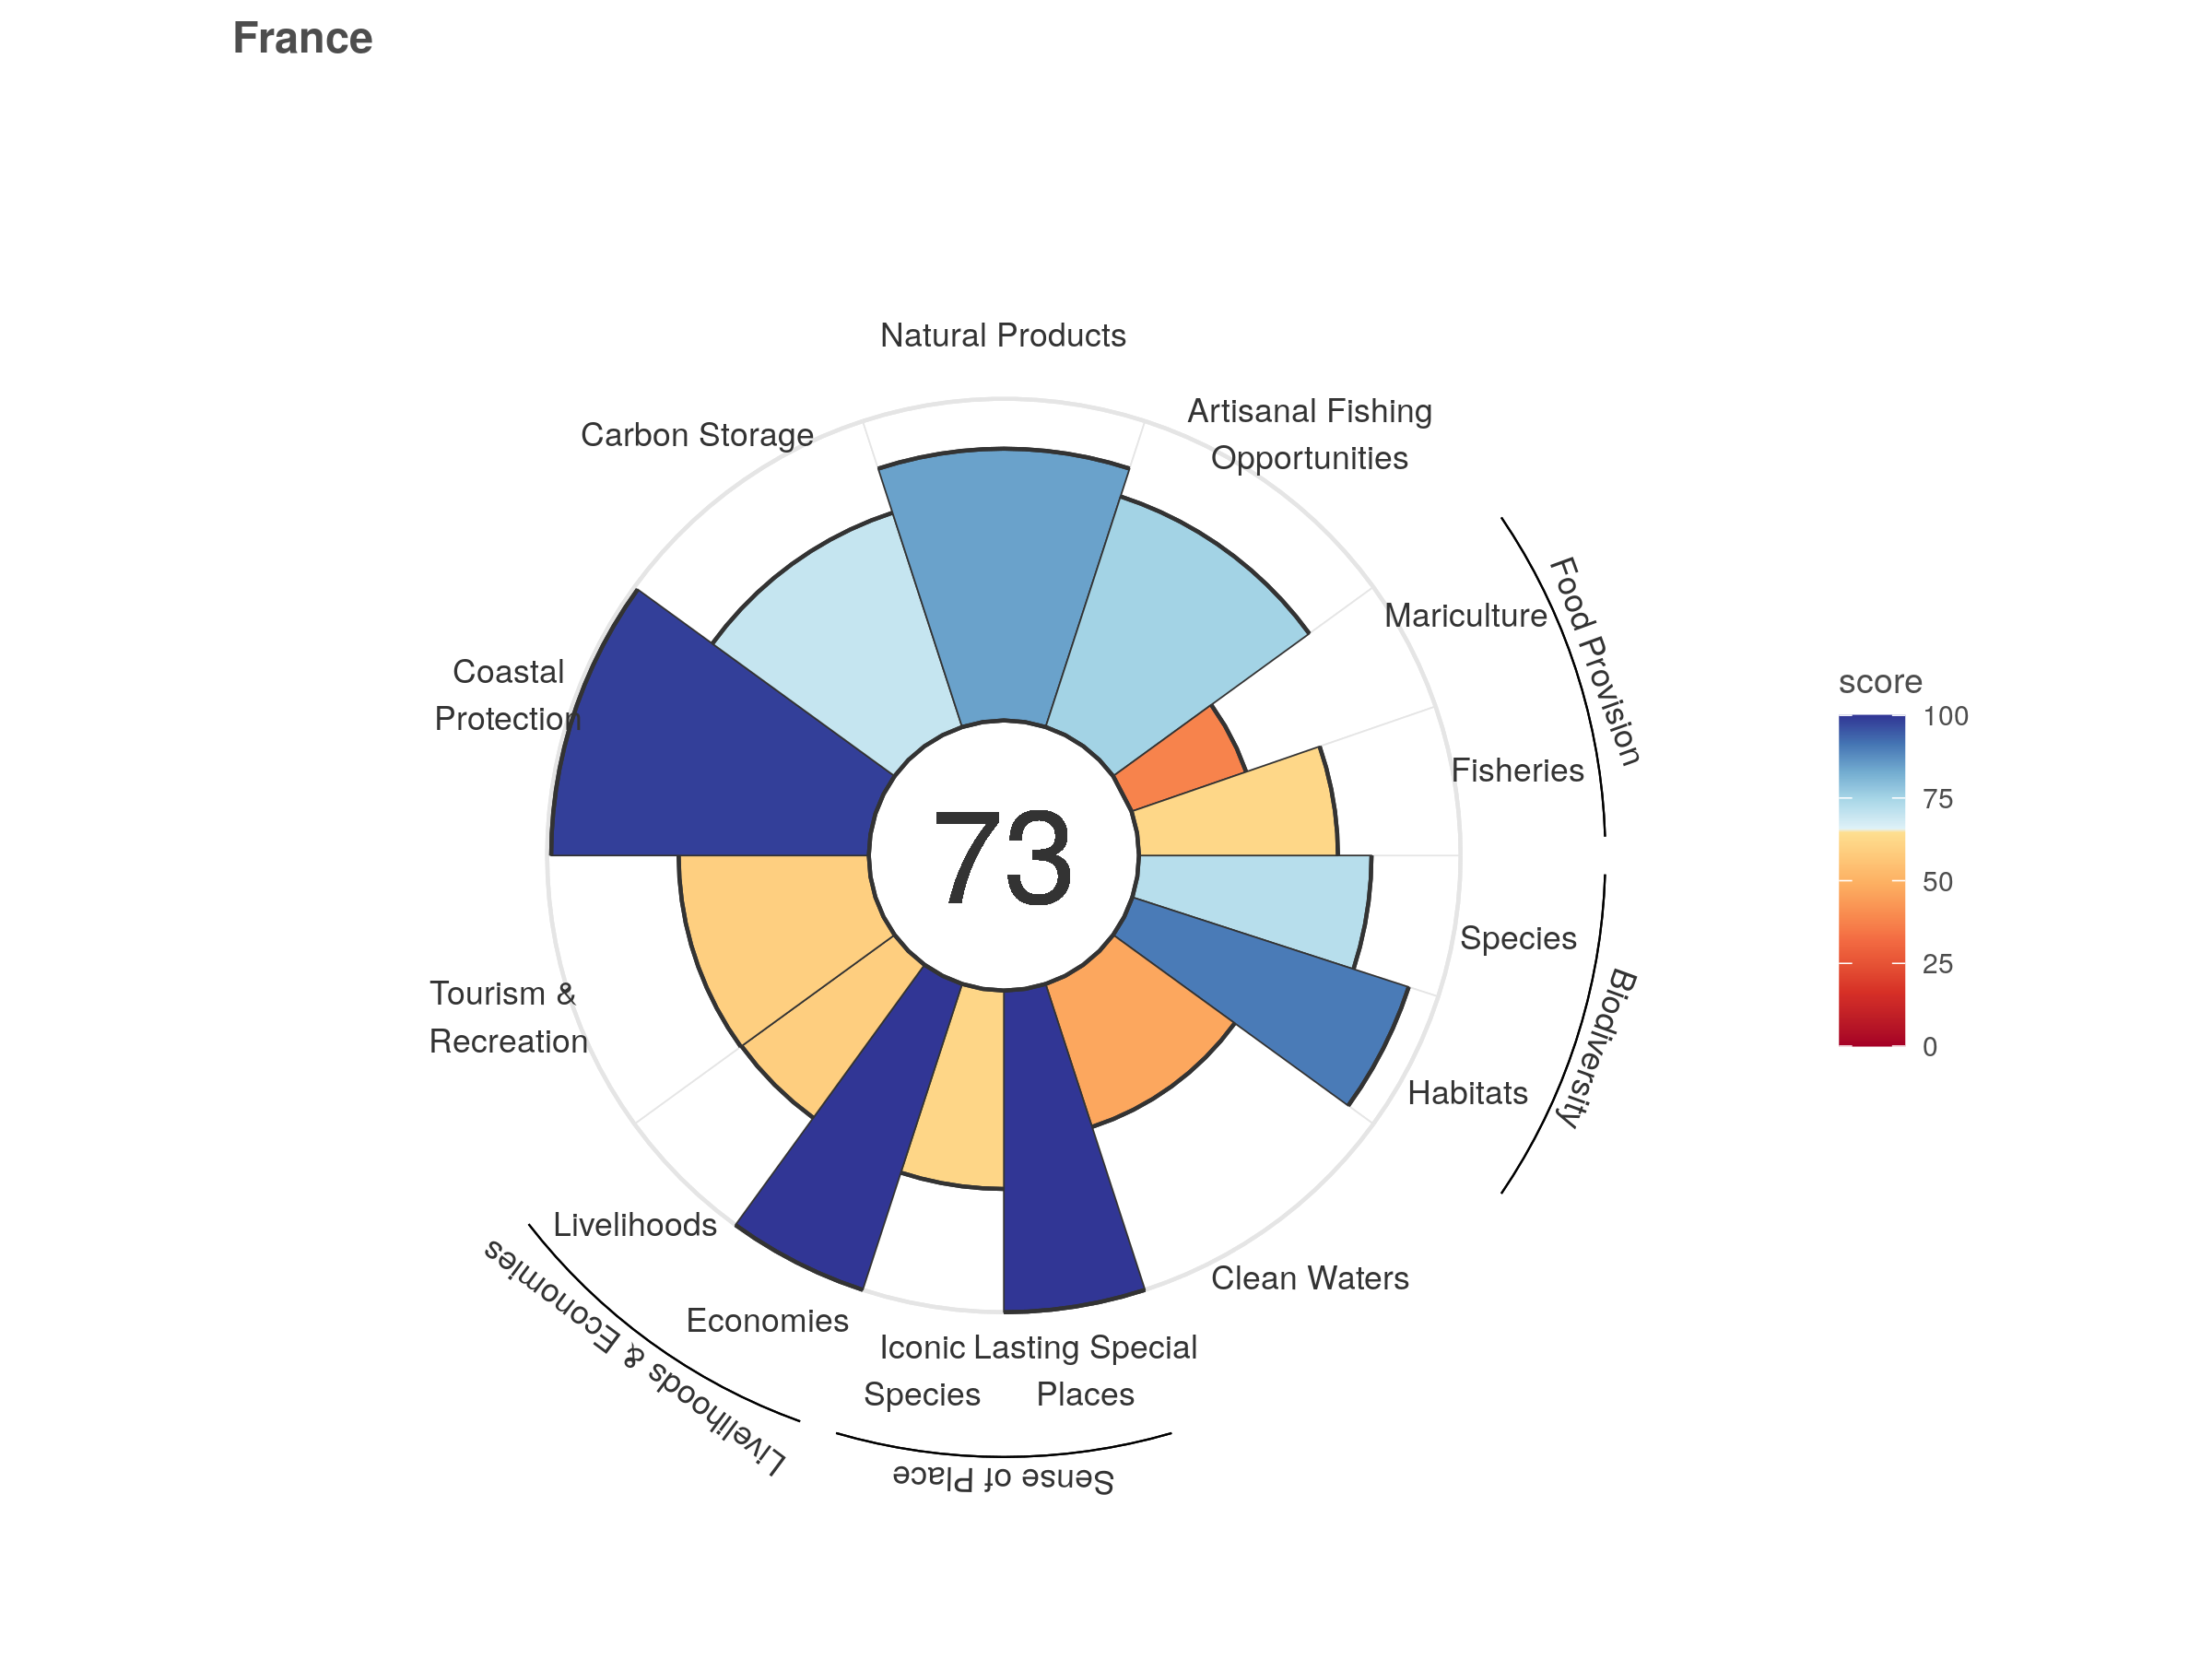 France
Natural Products
Artisanal Fishing
Opportunities
Carbon Storage
Mariculture
Food Provision
Coastal
Protection
Fisheries
score
100
75
50
25
0
73
Species
Biodiversity
Habitats
Tourism &
Recreation
Livelihoods
Clean Waters
Economies
Livelihoods & Economies
Iconic
Species
Lasting Special
Places
Sense of Place